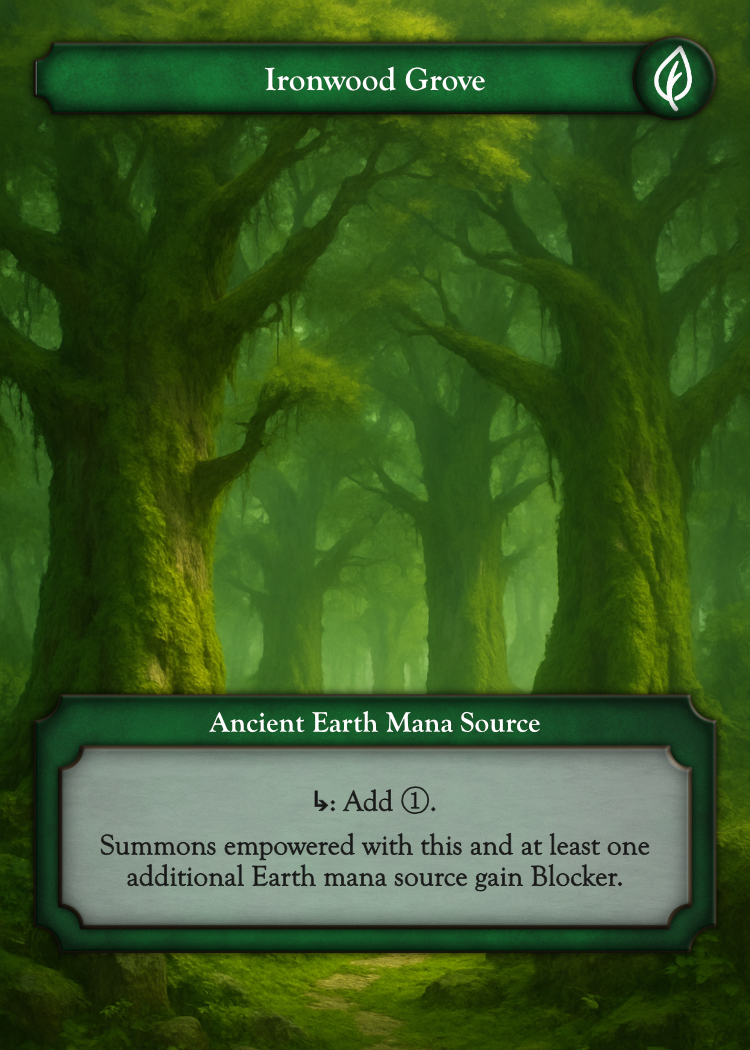 Ironwood Grove
Ancient Earth Mana Source
↳: Add ①.
Summons empowered with this and at least one
additional Earth mana source gain Blocker.